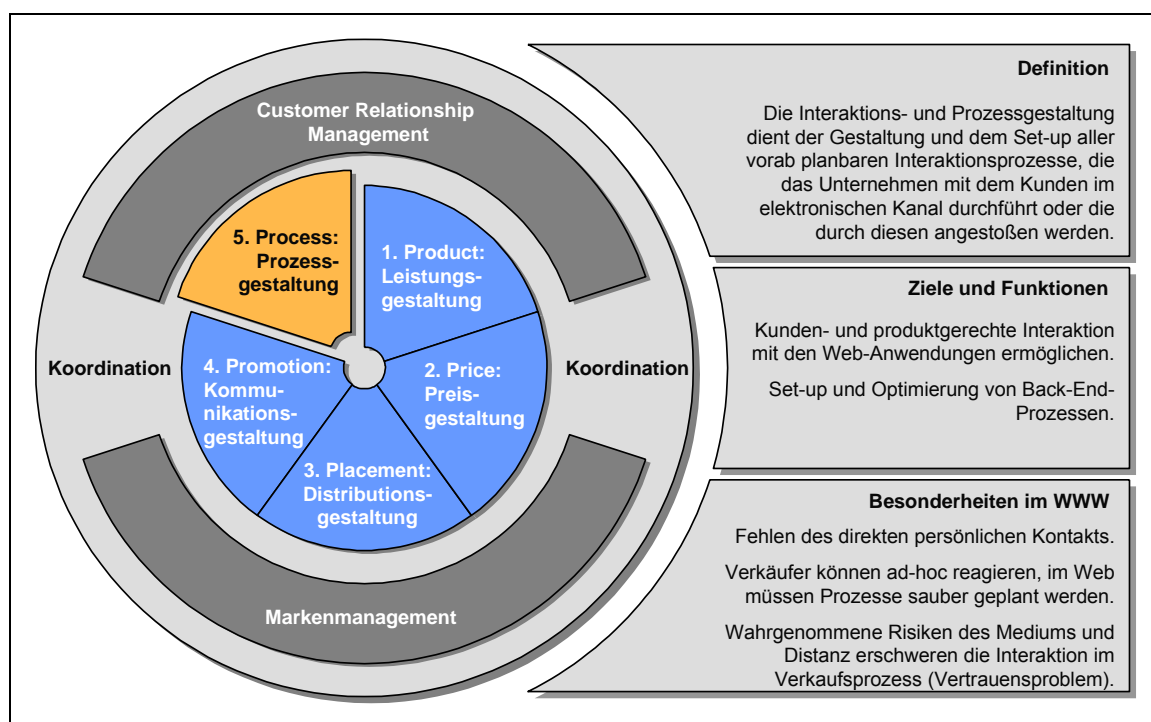 Customer Relationship
Management
5. Process:
Prozess-
gestaltung
1. Product:
Leistungs-
gestaltung
Koordination
4. Promotion:
Kommu-
nikations-
gestaltung
2. Price:
Preis-
gestaltung
Koordination
3. Placement:
Distributions-
gestaltung
Markenmanagement
Definition
Die Interaktions- und Prozessgestaltung
dient der Gestaltung und dem Set-up aller
vorab planbaren Interaktionsprozesse, die
das Unternehmen mit dem Kunden im
elektronischen Kanal durchführt oder die
durch diesen angestoßen werden.
Ziele und Funktionen
Kunden- und produktgerechte Interaktion
mit den Web-Anwendungen ermöglichen.
Set-up und Optimierung von Back-End-
Prozessen.
Besonderheiten im WWW
Fehlen des direkten persönlichen Kontakts.
Verkäufer können ad-hoc reagieren, im Web
müssen Prozesse sauber geplant werden.
Wahrgenommene Risiken des Mediums und
Distanz erschweren die Interaktion im
Verkaufsprozess (Vertrauensproblem).